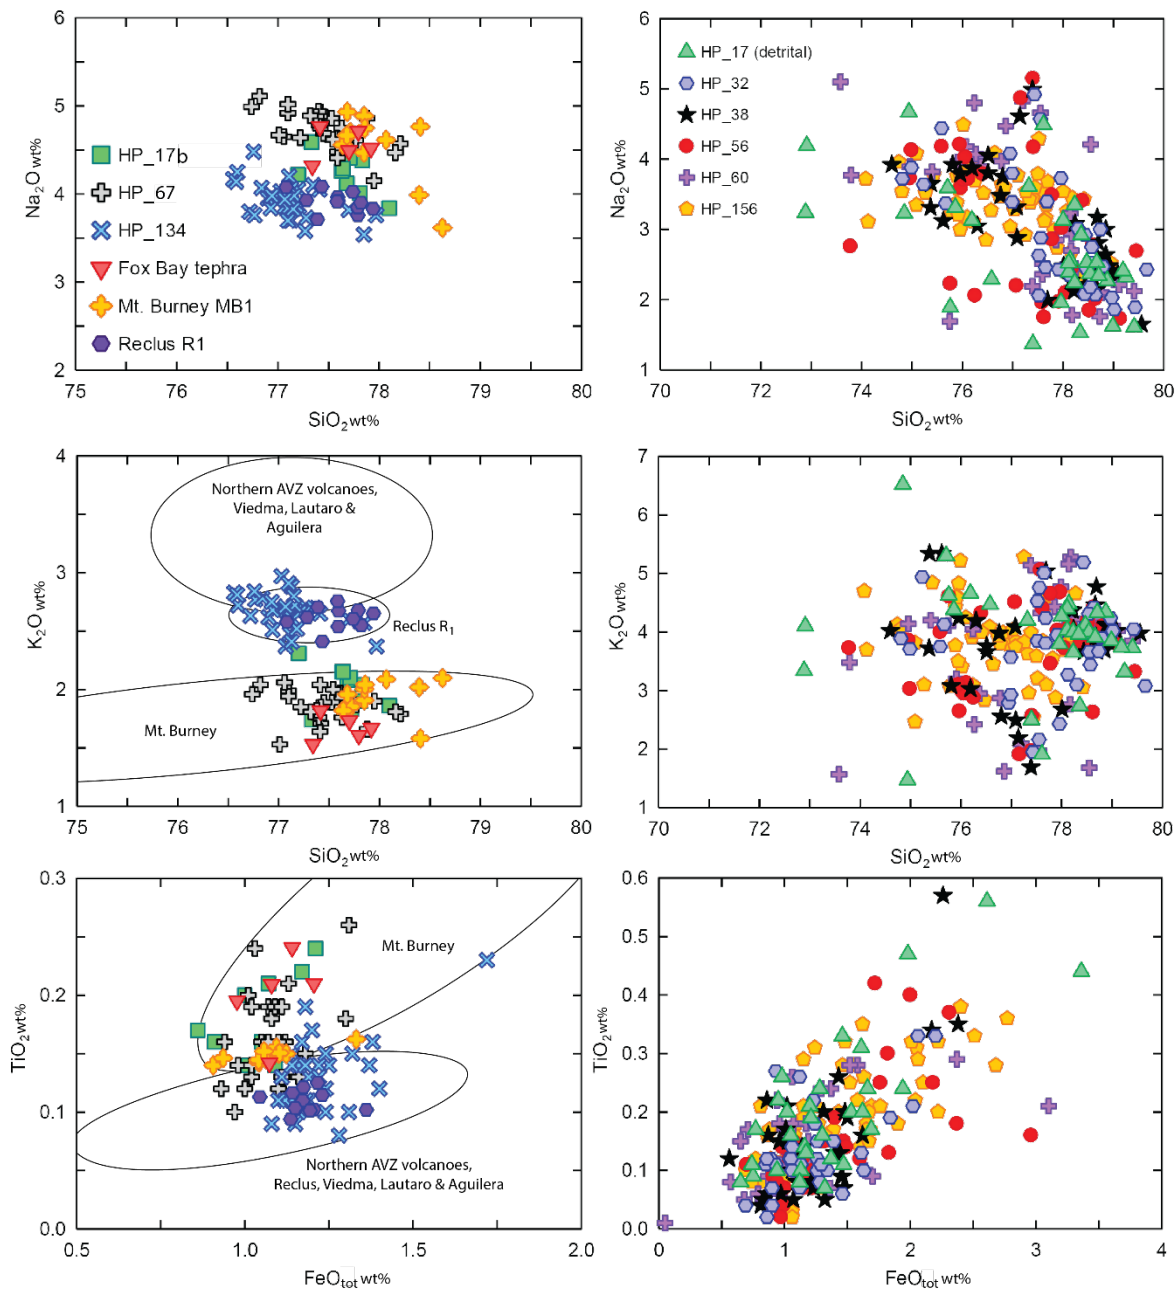 6
5
4
3
2
Na2Owt%
HP_17b
HP_67
HP_134
Fox Bay tephra
Mt. Burney MB1
Reclus R1
75 76 77 78 79 80
SiO2wt%
6
5
4
3
2
1
Na2Owt%
HP_17 (detrital)
HP_32
HP_38
HP_56
HP_60
HP_156
70 72 74 76 78 80
SiO2wt%
4
3
2
1
K2Owt%
Northern AVZ volcanoes,
Viedma, Lautaro &
Aguilera
Reclus R1
Mt. Burney
75 76 77 78 79 80
SiO2wt%
7
6
5
4
3
2
1
K2Owt%
70 72 74 76 78 80
SiO2wt%
0.3
0.2
0.1
0.0
TiO2wt%
Mt. Burney
Northern AVZ volcanoes,
Reclus, Viedma, Lautaro & Aguilera
0.5 1.0 1.5 2.0
FeOtot wt%
0.6
0.5
0.4
0.3
0.2
0.1
0.0
TiO2wt%
0 1 2 3 4
FeOtot wt%